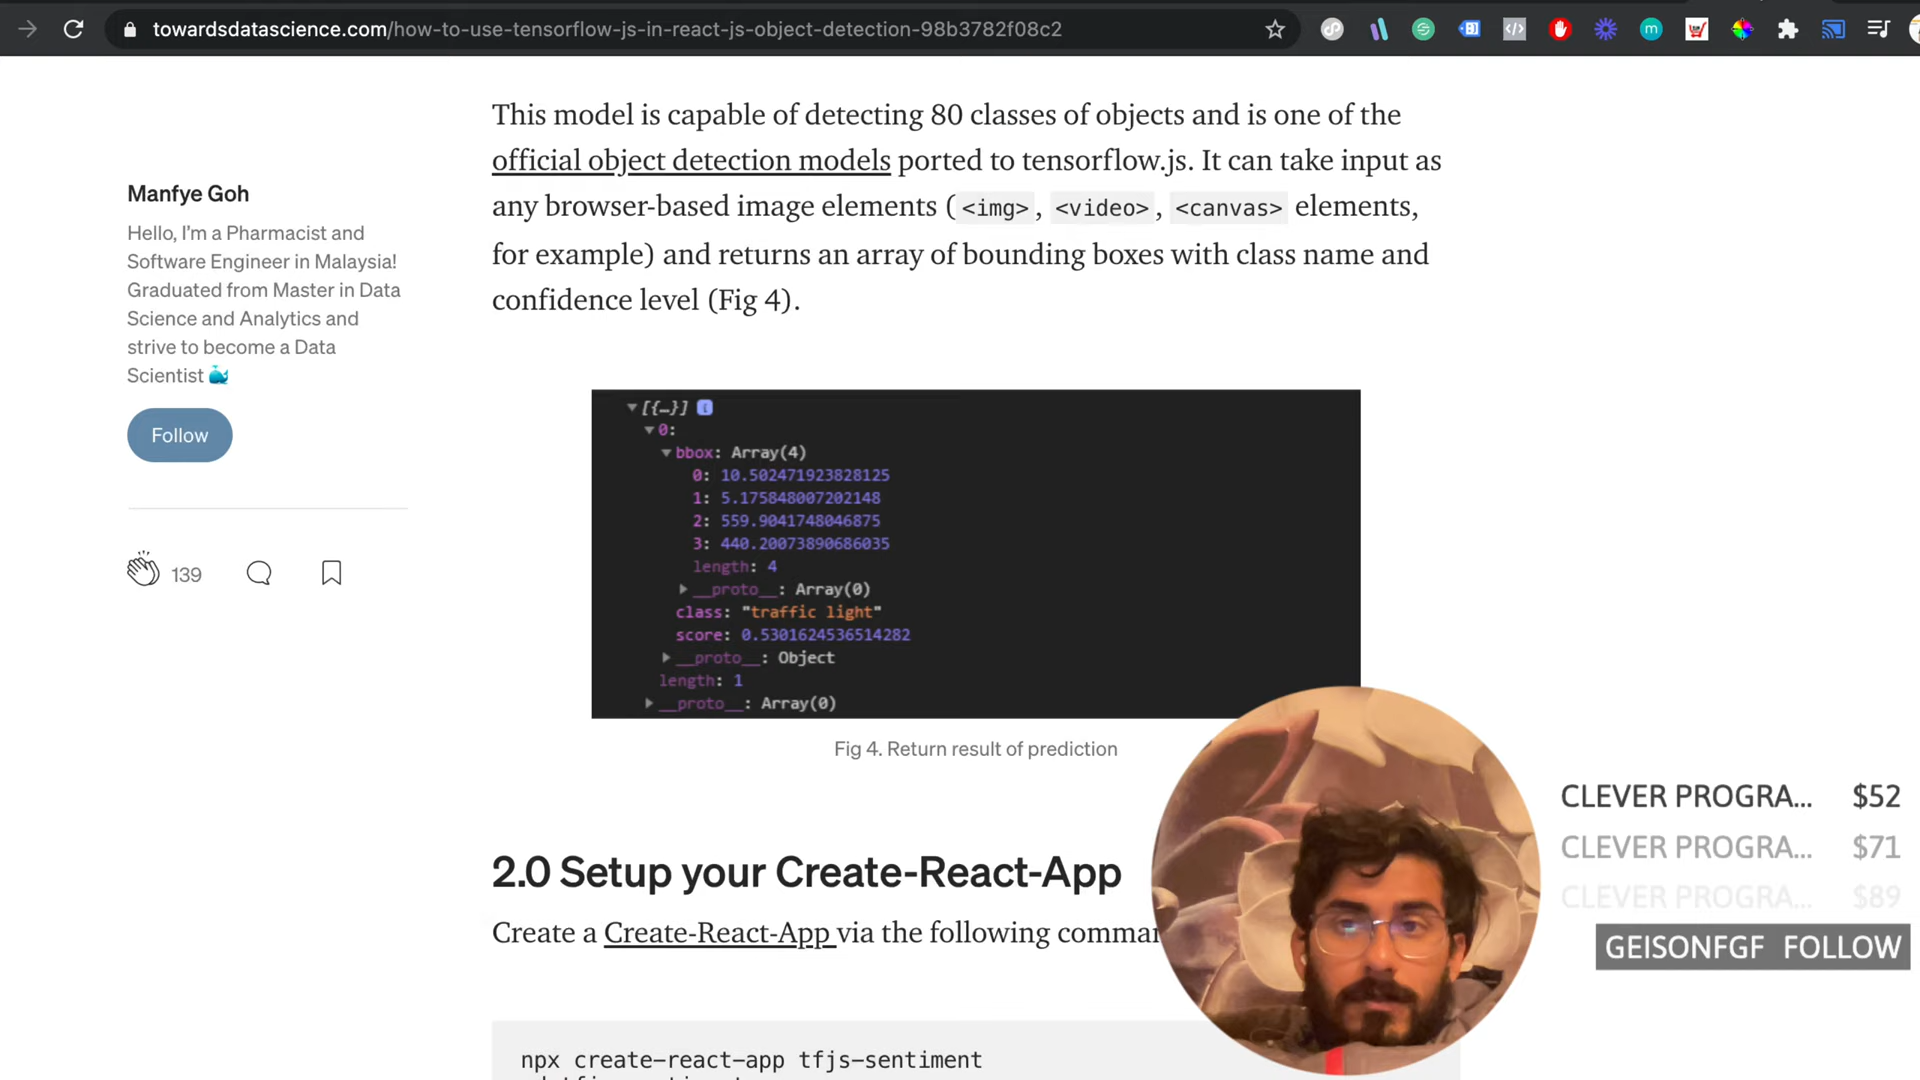 towardsdatascience.com/how-to-use-tensorflow-js-in-react-js-object-detection-98b3782f08c2
This model is capable of detecting 80 classes of objects and is one of the
official object detection models ported to tensorflow.js. It can take input as
any browser-based image elements (<img>, <video>, <canvas> elements,
for example) and returns an array of bounding boxes with class name and
confidence level (Fig 4).
Manfye Goh
Hello, I'm a Pharmacist and
Software Engineer in Malaysia!
Graduated from Master in Data
Science and Analytics and
strive to become a Data
Scientist 🐳
Follow
139
[{…}]
0:
bbox: Array(4)
0: 10.502471923828125
1: 5.175848007202148
2: 559.9041748046875
3: 440.20073890686035
length: 4
__proto__: Array(0)
class: "traffic light"
score: 0.5301624536514282
__proto__: Object
length: 1
__proto__: Array(0)
Fig 4. Return result of prediction
2.0 Setup your Create-React-App
Create a Create-React-App via the following
npx create-react-app tfjs-sentiment
CLEVER PROGRA... $52
CLEVER PROGRA... $71
CLEVER PROGRA... $89
GEISONFGF FOLLOW